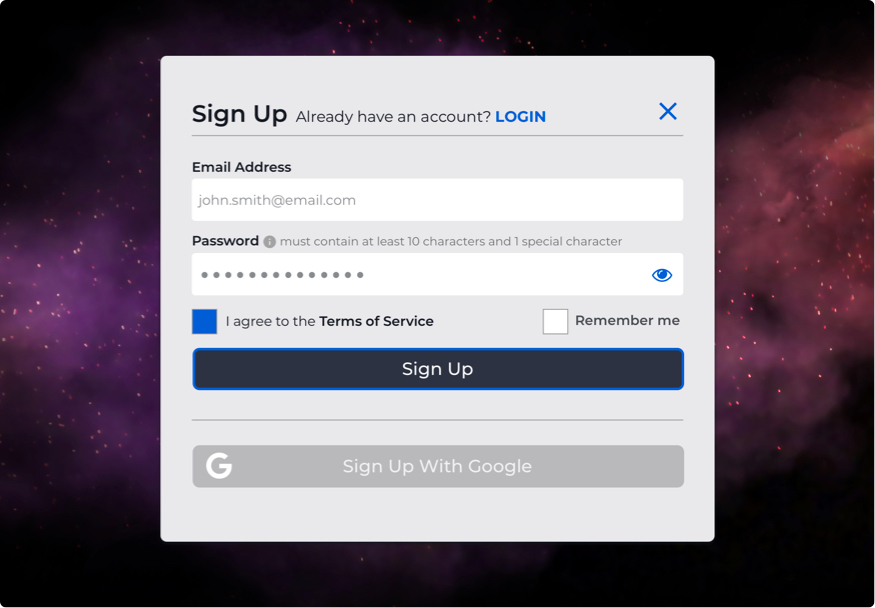 Sign Up Already have an account? LOGIN
Email Address
john.smith@email.com
Password must contain at least 10 characters and 1 special character
I agree to the Terms of Service Remember me
Sign Up
G Sign Up With Google